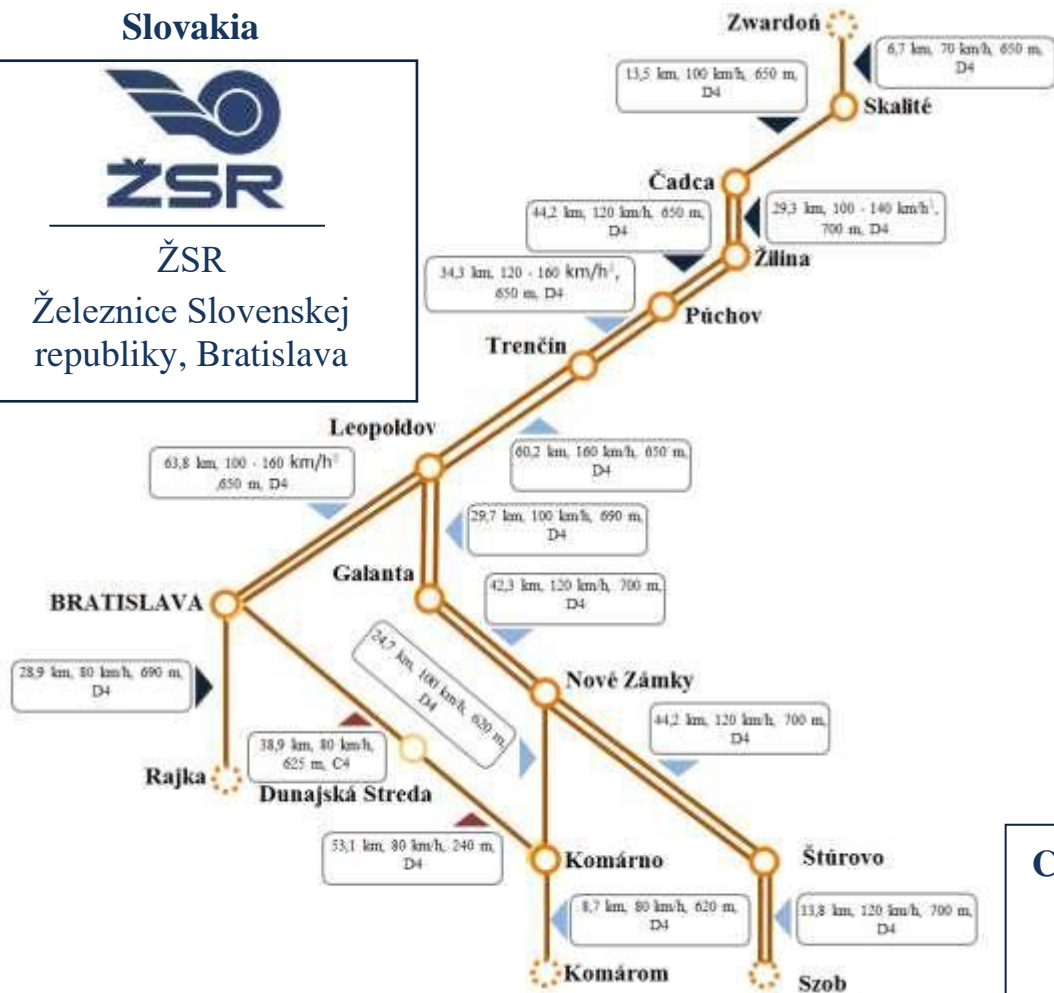 Slovakia
ŽSR
ŽSR
Železnice Slovenskej
republiky, Bratislava
Zwardoń
6,7 km, 70 km/h, 650 m,
D4
13,5 km, 100 km/h, 650 m,
D4
Skalité
Čadca
44,2 km, 120 km/h, 650 m,
D4
29,3 km, 100 - 140 km/h¹,
700 m, D4
Žilina
34,3 km, 120 - 160 km/h²,
650 m, D4
Púchov
Trenčín
Leopoldov
63,8 km, 100 - 160 km/h
,650 m, D4
60,2 km, 160 km/h, 650 m,
D4
29,7 km, 100 km/h, 690 m,
D4
Galanta
42,3 km, 120 km/h, 700 m,
D4
BRATISLAVA
24,7 km, 100 km/h, 620 m,
D4
Nové Zámky
28,9 km, 80 km/h, 690 m,
D4
44,2 km, 120 km/h, 700 m,
D4
38,9 km, 80 km/h,
625 m, C4
Rajka
Dunajská Streda
53,1 km, 80 km/h, 240 m,
D4
Komárno
Štúrovo
C
8,7 km, 80 km/h, 620 m,
D4
13,8 km, 120 km/h, 700 m,
D4
Komárom
Szob